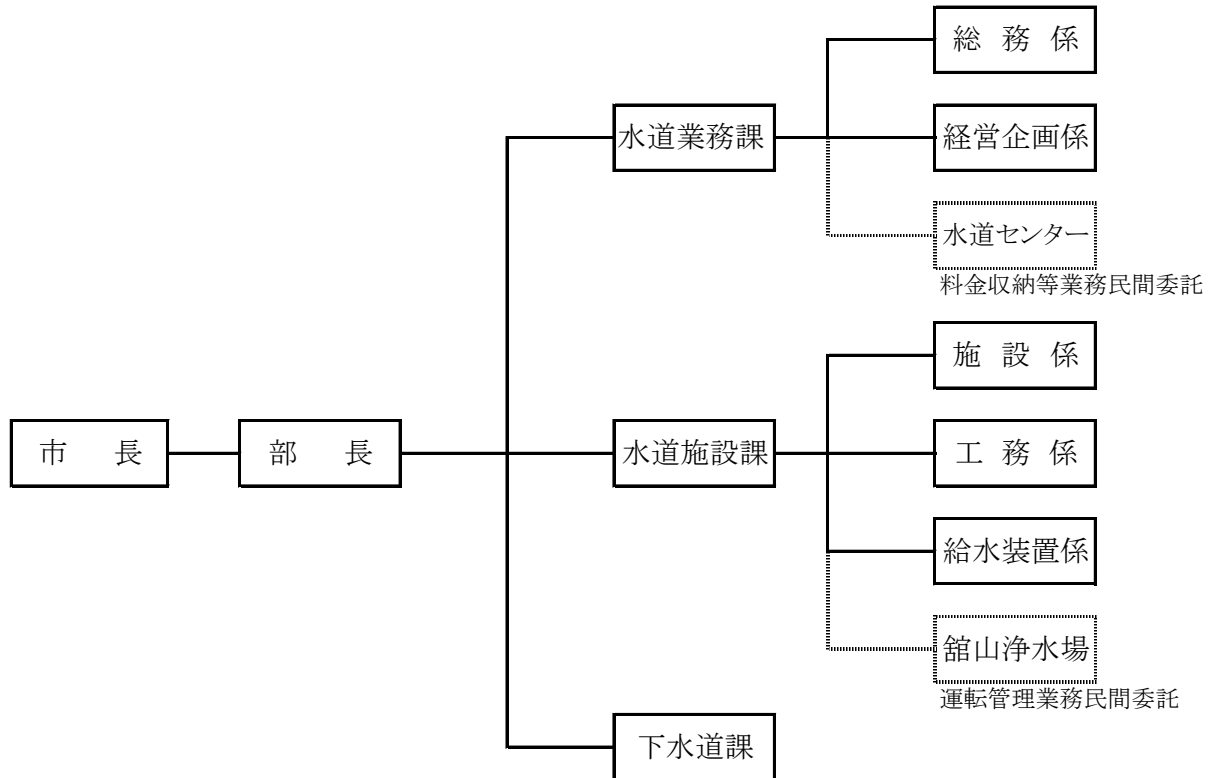 総 務 係
水道業務課
経営企画係
水道センター
料金収納等業務民間委託
施 設 係
市 長
部 長
水道施設課
工 務 係
給水装置係
舘山浄水場
運転管理業務民間委託
下水道課